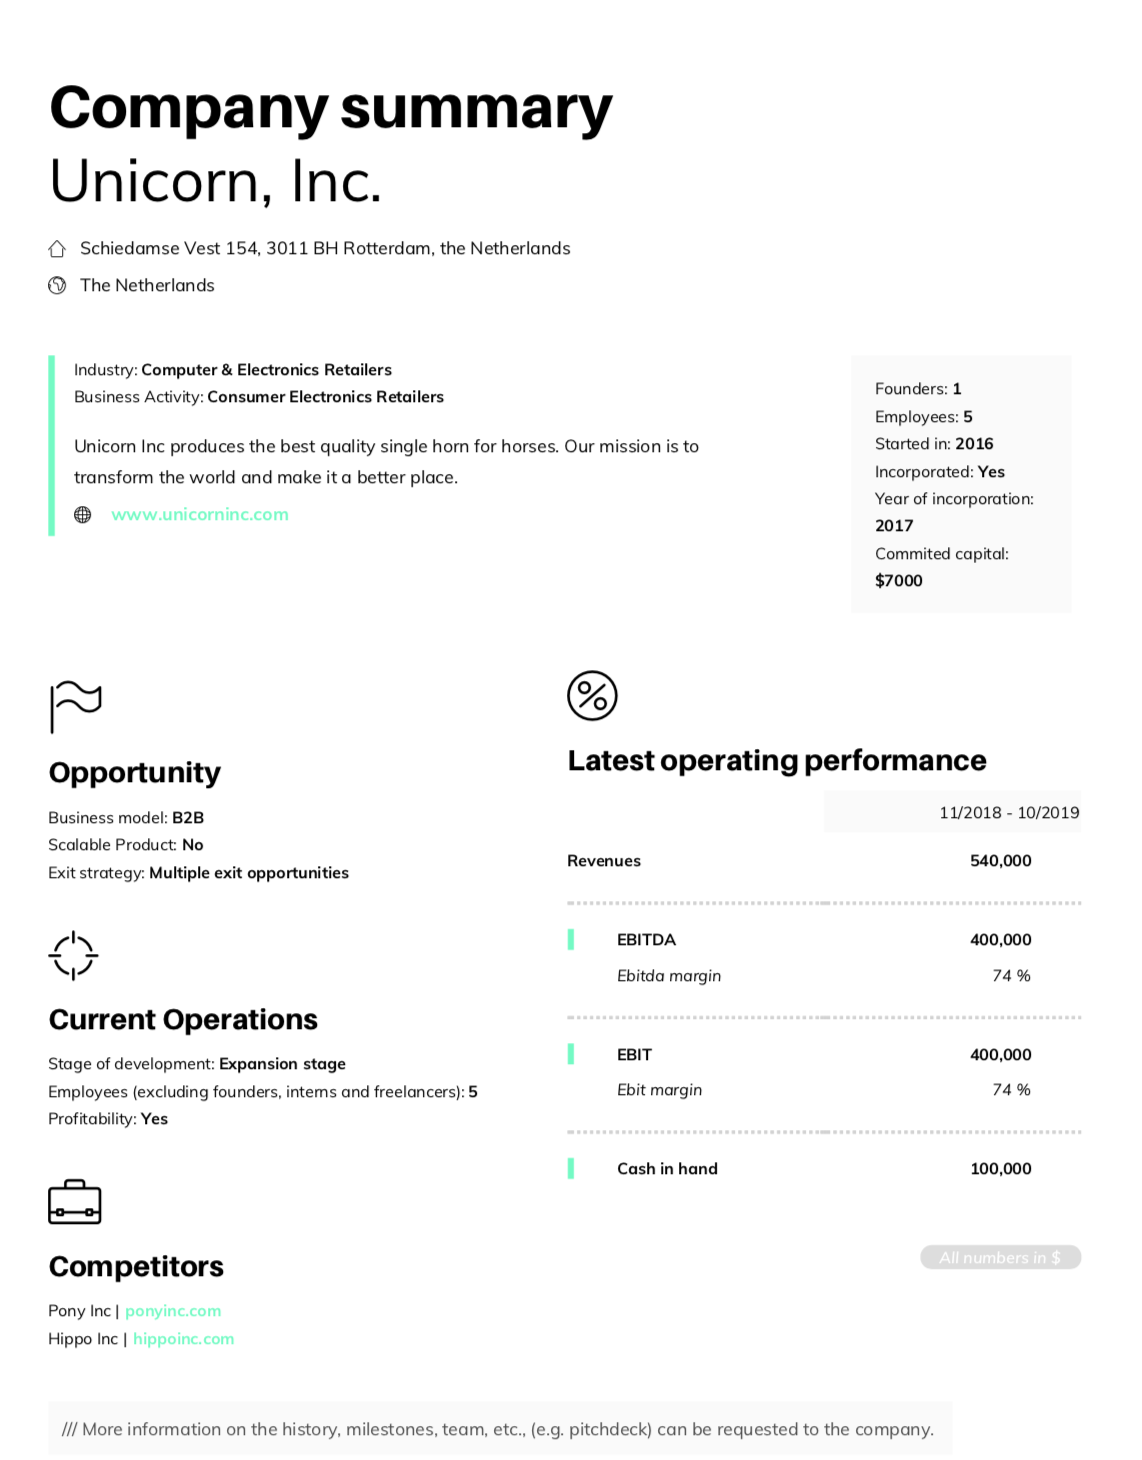 Company summary
Unicorn, Inc.
Schiedamse Vest 154, 3011 BH Rotterdam, the Netherlands
The Netherlands
Industry: Computer & Electronics Retailers
Business Activity: Consumer Electronics Retailers
Unicorn Inc produces the best quality single horn for horses. Our mission is to
transform the world and make it a better place.
www.unicorninc.com
Founders: 1
Employees: 5
Started in: 2016
Incorporated: Yes
Year of incorporation:
2017
Commited capital:
$7000
Opportunity
Business model: B2B
Scalable Product: No
Exit strategy: Multiple exit opportunities
Current Operations
Stage of development: Expansion stage
Employees (excluding founders, interns and freelancers): 5
Profitability: Yes
Competitors
Pony Inc | ponyinc.com
Hippo Inc | hippoinc.com
Latest operating performance
11/2018 - 10/2019
Revenues 540,000
EBITDA 400,000
Ebitda margin 74 %
EBIT 400,000
Ebit margin 74 %
Cash in hand 100,000
All numbers in $
/// More information on the history, milestones, team, etc., (e.g. pitchdeck) can be requested to the company.